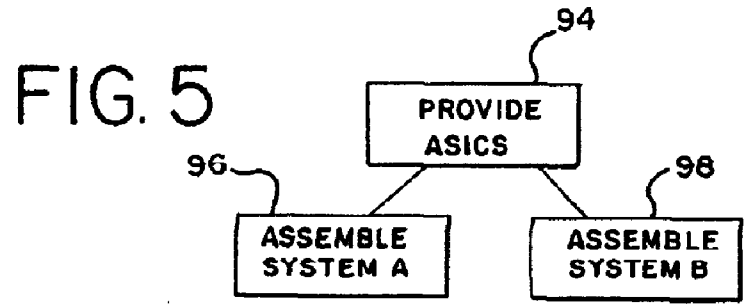 FIG. 5
94
PROVIDE
ASICS
96
98
ASSEMBLE
SYSTEM A
ASSEMBLE
SYSTEM B